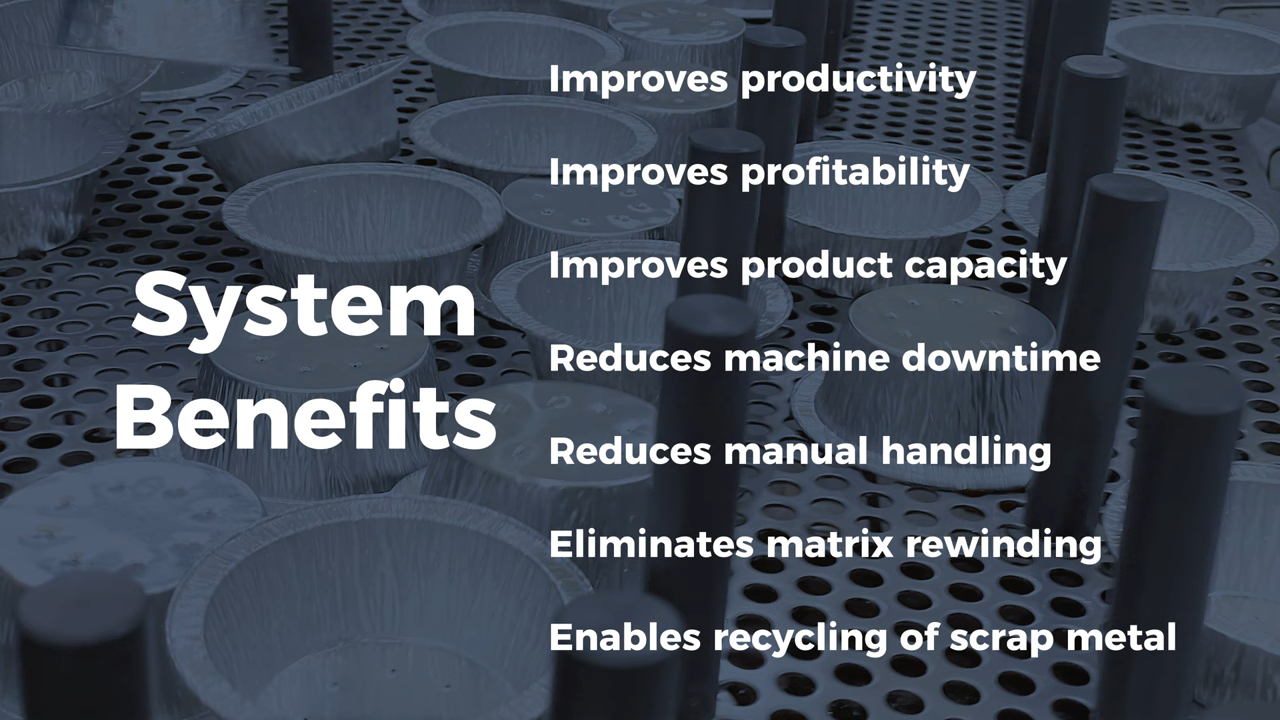 System
Benefits
Improves productivity
Improves profitability
Improves product capacity
Reduces machine downtime
Reduces manual handling
Eliminates matrix rewinding
Enables recycling of scrap metal